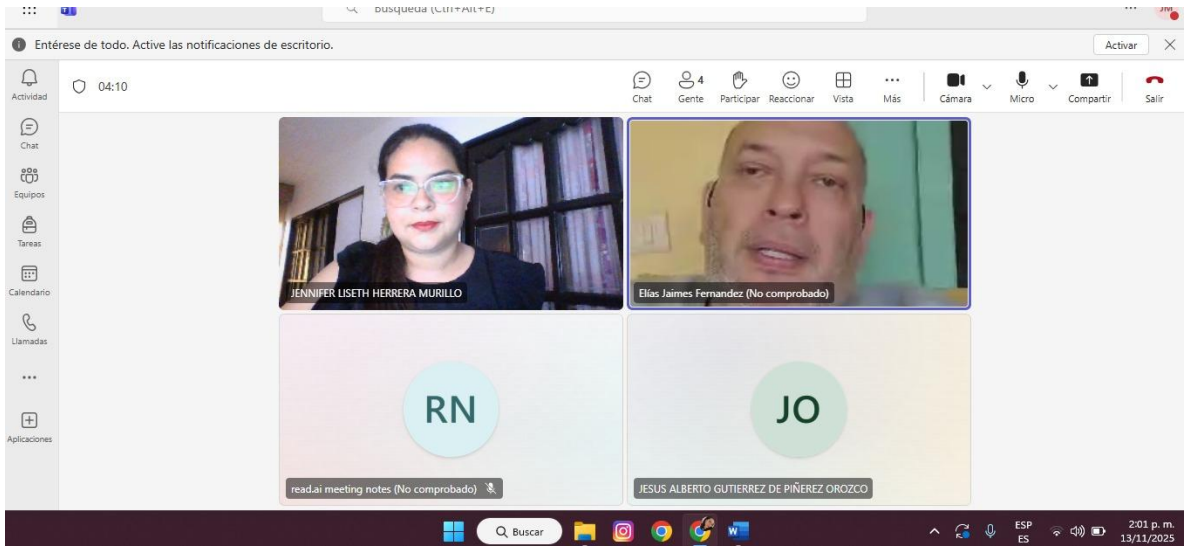 Búsqueda (Ctrl+Alt+E)
JM
Entérese de todo. Active las notificaciones de escritorio.
Activar
Actividad
04:10
Chat
4
Gente
Participar
Reaccionar
Vista
Más
Cámara
Micro
Compartir
Salir
Chat
Equipos
Tareas
Calendario
Llamadas
Aplicaciones
JENNIFER LISETH HERRERA MURILLO
Elías Jaimes Fernandez (No comprobado)
RN
JO
read.ai meeting notes (No comprobado)
JESUS ALBERTO GUTIERREZ DE PIÑEREZ OROZCO
Buscar
ESP
ES
2:01 p. m.
13/11/2025